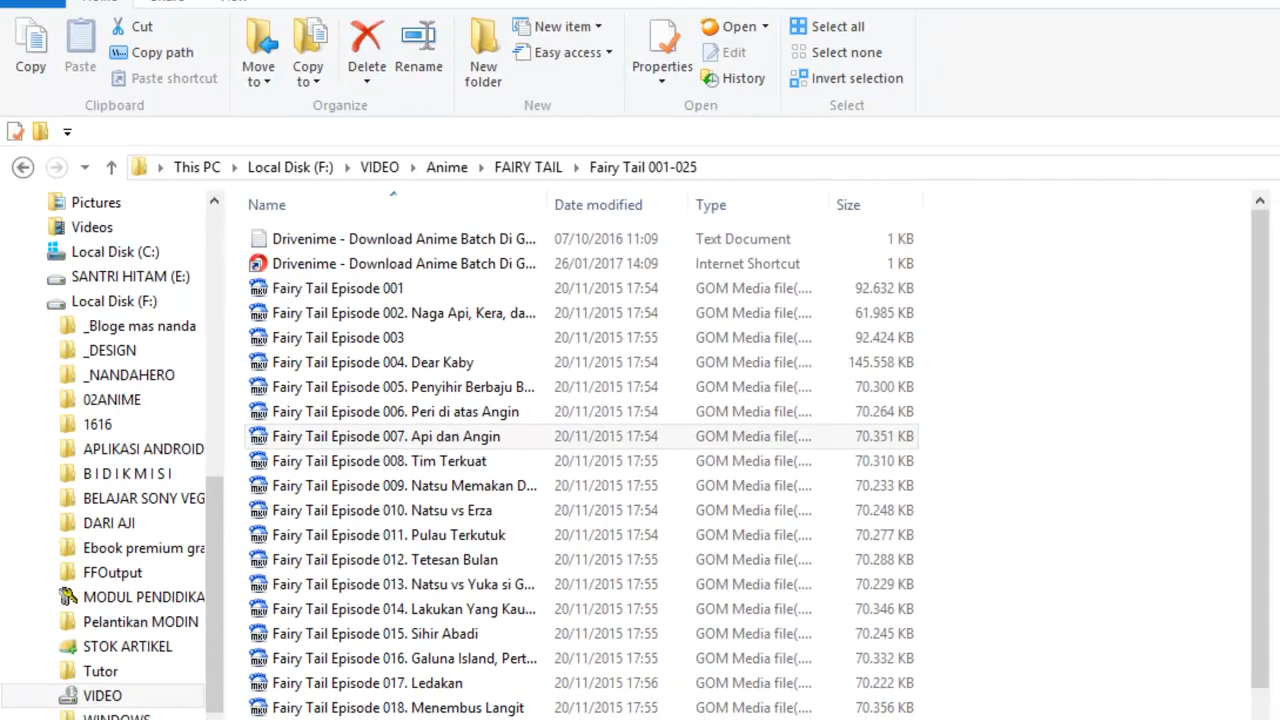 Cut
Copy path
Paste shortcut
Copy
Paste
Clipboard
Move to
Copy to
Delete
Rename
Organize
New folder
New item
Easy access
New
Properties
Open
Edit
History
Open
Select all
Select none
Invert selection
Select
This PC Local Disk (F:) VIDEO Anime FAIRY TAIL Fairy Tail 001-025
Pictures
Videos
Local Disk (C:)
SANTRI HITAM (E:)
Local Disk (F:)
_Bloge mas nanda
_DESIGN
_NANDAHERO
02ANIME
1616
APLIKASI ANDROID
B I D I K M I S I
BELAJAR SONY VEG
DARI AJI
Ebook premium gra
FFOutput
MODUL PENDIDIKA
Pelantikan MODIN
STOK ARTIKEL
Tutor
VIDEO
WINDOWS
Name Date modified Type Size
Drivenime - Download Anime Batch Di G... 07/10/2016 11:09 Text Document 1 KB
Drivenime - Download Anime Batch Di G... 26/01/2017 14:09 Internet Shortcut 1 KB
Fairy Tail Episode 001 20/11/2015 17:54 GOM Media file(.... 92.632 KB
Fairy Tail Episode 002. Naga Api, Kera, da... 20/11/2015 17:54 GOM Media file(.... 61.985 KB
Fairy Tail Episode 003 20/11/2015 17:55 GOM Media file(.... 92.424 KB
Fairy Tail Episode 004. Dear Kaby 20/11/2015 17:54 GOM Media file(.... 145.558 KB
Fairy Tail Episode 005. Penyihir Berbaju B... 20/11/2015 17:54 GOM Media file(.... 70.300 KB
Fairy Tail Episode 006. Peri di atas Angin 20/11/2015 17:54 GOM Media file(.... 70.264 KB
Fairy Tail Episode 007. Api dan Angin 20/11/2015 17:54 GOM Media file(.... 70.351 KB
Fairy Tail Episode 008. Tim Terkuat 20/11/2015 17:55 GOM Media file(.... 70.310 KB
Fairy Tail Episode 009. Natsu Memakan D... 20/11/2015 17:55 GOM Media file(.... 70.233 KB
Fairy Tail Episode 010. Natsu vs Erza 20/11/2015 17:55 GOM Media file(.... 70.248 KB
Fairy Tail Episode 011. Pulau Terkutuk 20/11/2015 17:55 GOM Media file(.... 70.277 KB
Fairy Tail Episode 012. Tetesan Bulan 20/11/2015 17:55 GOM Media file(.... 70.288 KB
Fairy Tail Episode 013. Natsu vs Yuka si G... 20/11/2015 17:55 GOM Media file(.... 70.229 KB
Fairy Tail Episode 014. Lakukan Yang Kau... 20/11/2015 17:55 GOM Media file(.... 70.346 KB
Fairy Tail Episode 015. Sihir Abadi 20/11/2015 17:55 GOM Media file(.... 70.245 KB
Fairy Tail Episode 016. Galuna Island, Pert... 20/11/2015 17:55 GOM Media file(.... 70.332 KB
Fairy Tail Episode 017. Ledakan 20/11/2015 17:56 GOM Media file(.... 70.222 KB
Fairy Tail Episode 018. Menembus Langit 20/11/2015 17:55 GOM Media file(.... 70.356 KB